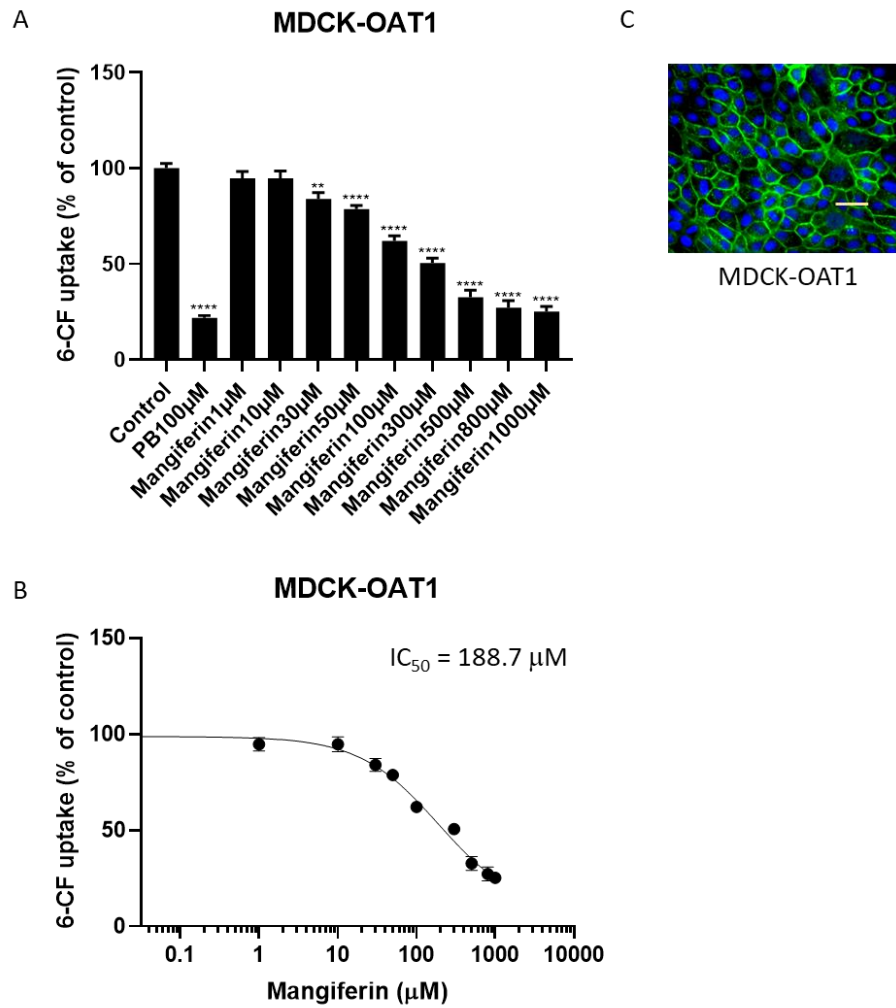 A
MDCK-OAT1
6-CF uptake (% of control)
150
100
50
0
**
****
****
****
****
****
****
****
Control
PB100μM
Mangiferin1μM
Mangiferin10μM
Mangiferin30μM
Mangiferin50μM
Mangiferin100μM
Mangiferin300μM
Mangiferin500μM
Mangiferin800μM
Mangiferin1000μM
C
MDCK-OAT1
B
MDCK-OAT1
6-CF uptake (% of control)
150
100
50
0
IC50 = 188.7 μM
0.1 1 10 100 1000 10000
Mangiferin (μM)